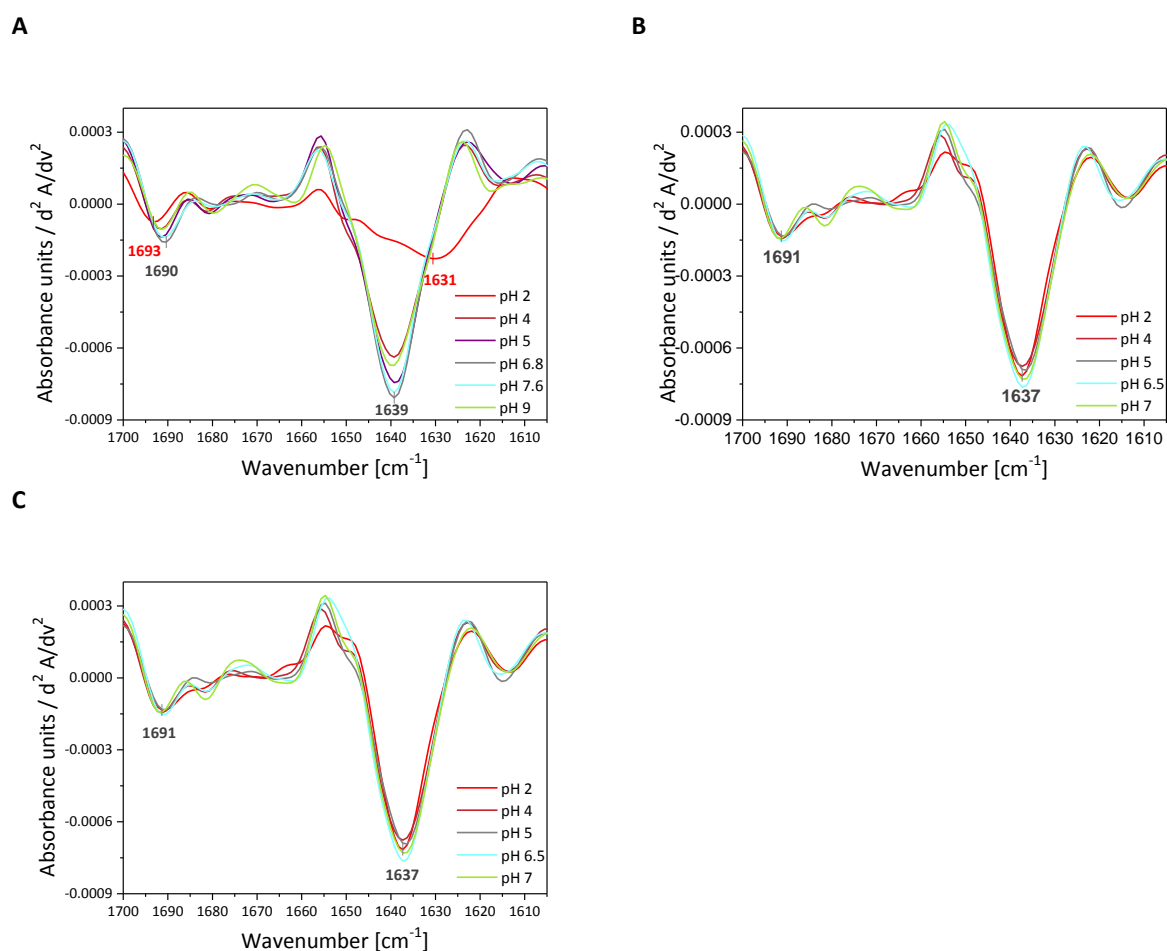 A
Absorbance units / d² A/dv²
0.0003
0.0000
-0.0003
-0.0006
-0.0009
1693
1690
1631
1639
pH 2
pH 4
pH 5
pH 6.8
pH 7.6
pH 9
1700 1690 1680 1670 1660 1650 1640 1630 1620 1610
Wavenumber [cm⁻¹]
B
Absorbance units / d² A/dv²
0.0003
0.0000
-0.0003
-0.0006
-0.0009
1691
1637
pH 2
pH 4
pH 5
pH 6.5
pH 7
1700 1690 1680 1670 1660 1650 1640 1630 1620 1610
Wavenumber [cm⁻¹]
C
Absorbance units / d² A/dv²
0.0003
0.0000
-0.0003
-0.0006
-0.0009
1691
1637
pH 2
pH 4
pH 5
pH 6.5
pH 7
1700 1690 1680 1670 1660 1650 1640 1630 1620 1610
Wavenumber [cm⁻¹]